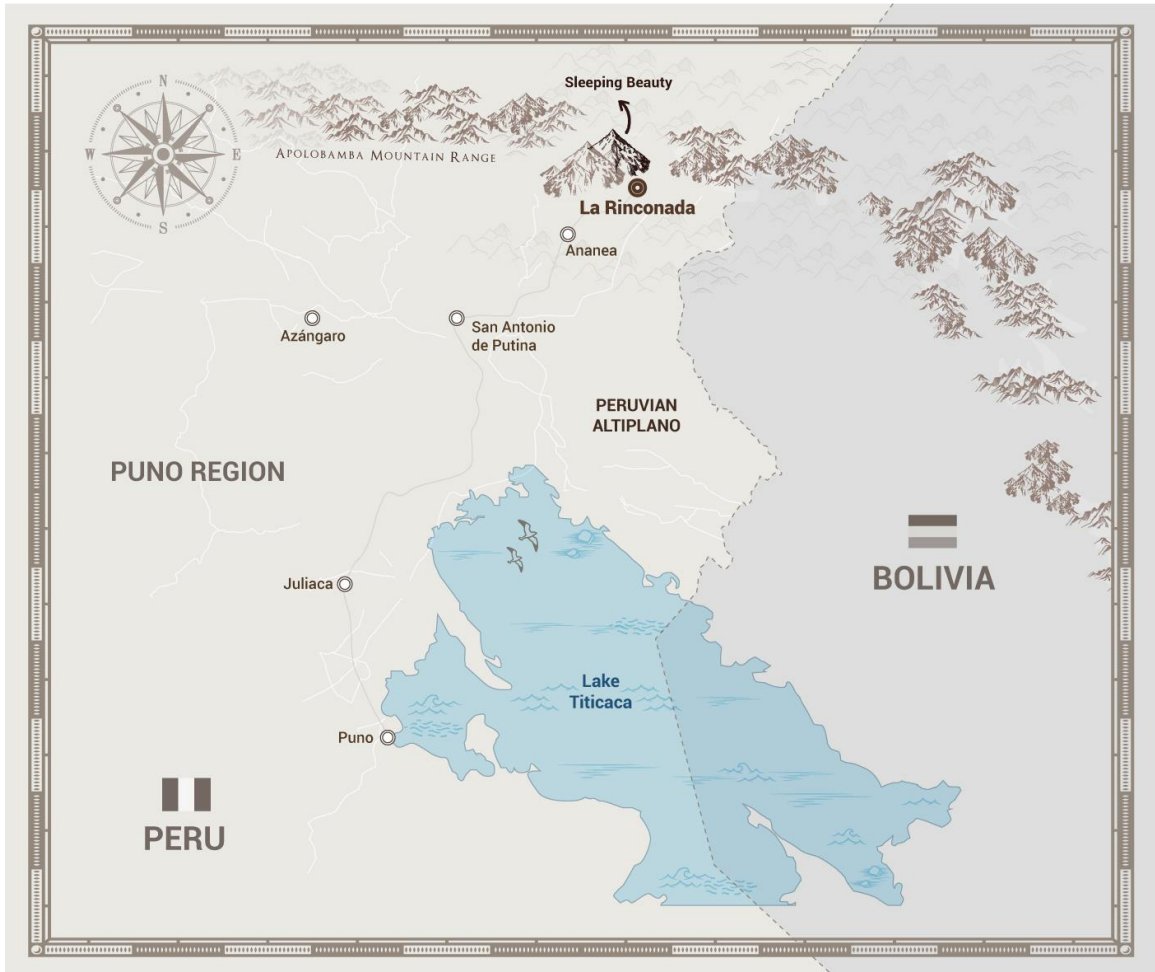 Sleeping Beauty
N
W
E
S
APOLOBAMBA MOUNTAIN RANGE
La Rinconada
Ananea
Azángaro
San Antonio
de Putina
PERUVIAN
ALTIPLANO
PUNO REGION
Juliaca
BOLIVIA
Lake
Titicaca
Puno
PERU